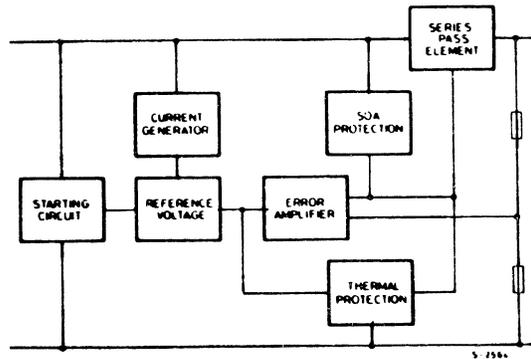 SERIES
PASS
ELEMENT
CURRENT
GENERATOR
SOA
PROTECTION
STARTING
CIRCUIT
REFERENCE
VOLTAGE
ERROR
AMPLIFIER
THERMAL
PROTECTION